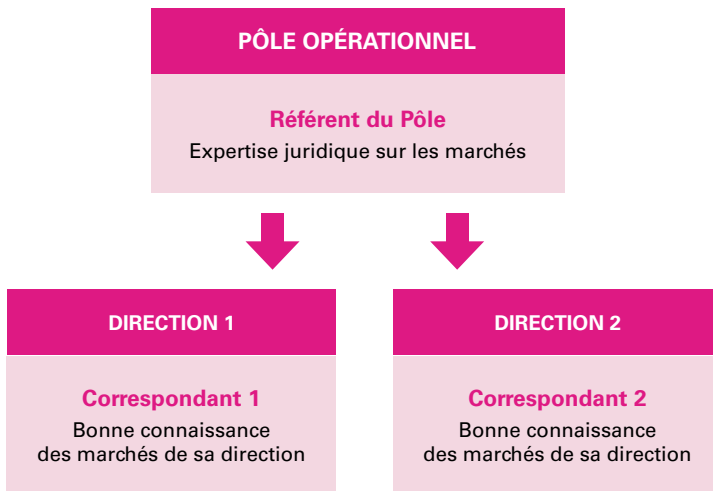 PÔLE OPÉRATIONNEL
Référent du Pôle
Expertise juridique sur les marchés
DIRECTION 1
Correspondant 1
Bonne connaissance
des marchés de sa direction
DIRECTION 2
Correspondant 2
Bonne connaissance
des marchés de sa direction